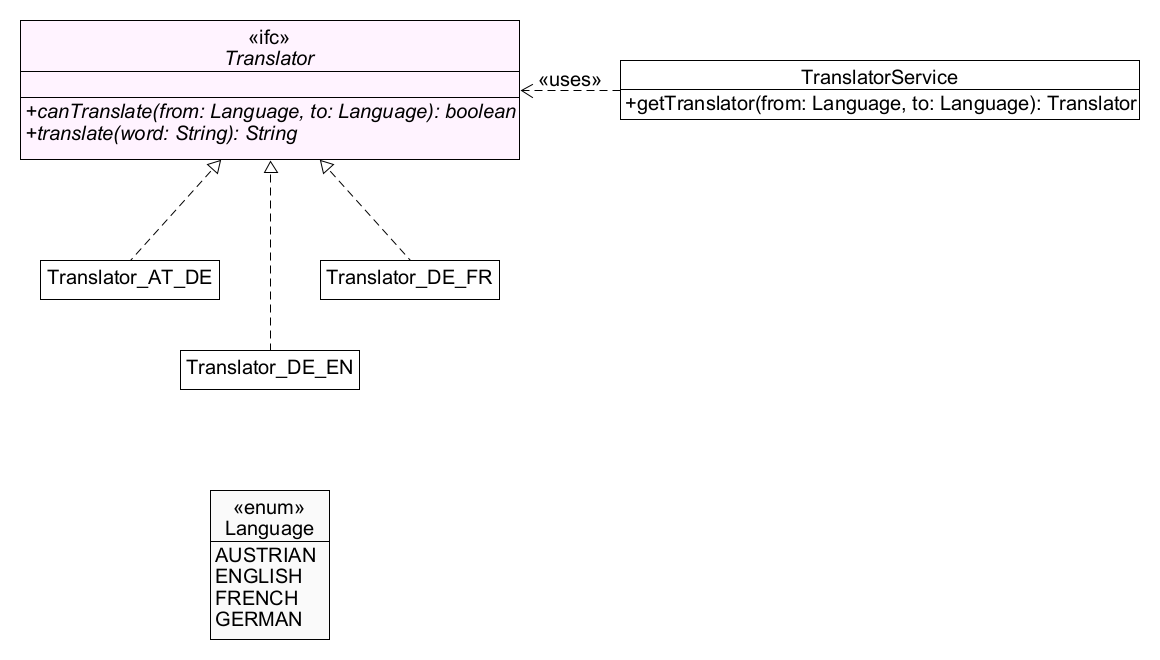 «ifc»
Translator
+canTranslate(from: Language, to: Language): boolean
+translate(word: String): String
«uses»
TranslatorService
+getTranslator(from: Language, to: Language): Translator
Translator_AT_DE
Translator_DE_FR
Translator_DE_EN
«enum»
Language
AUSTRIAN
ENGLISH
FRENCH
GERMAN